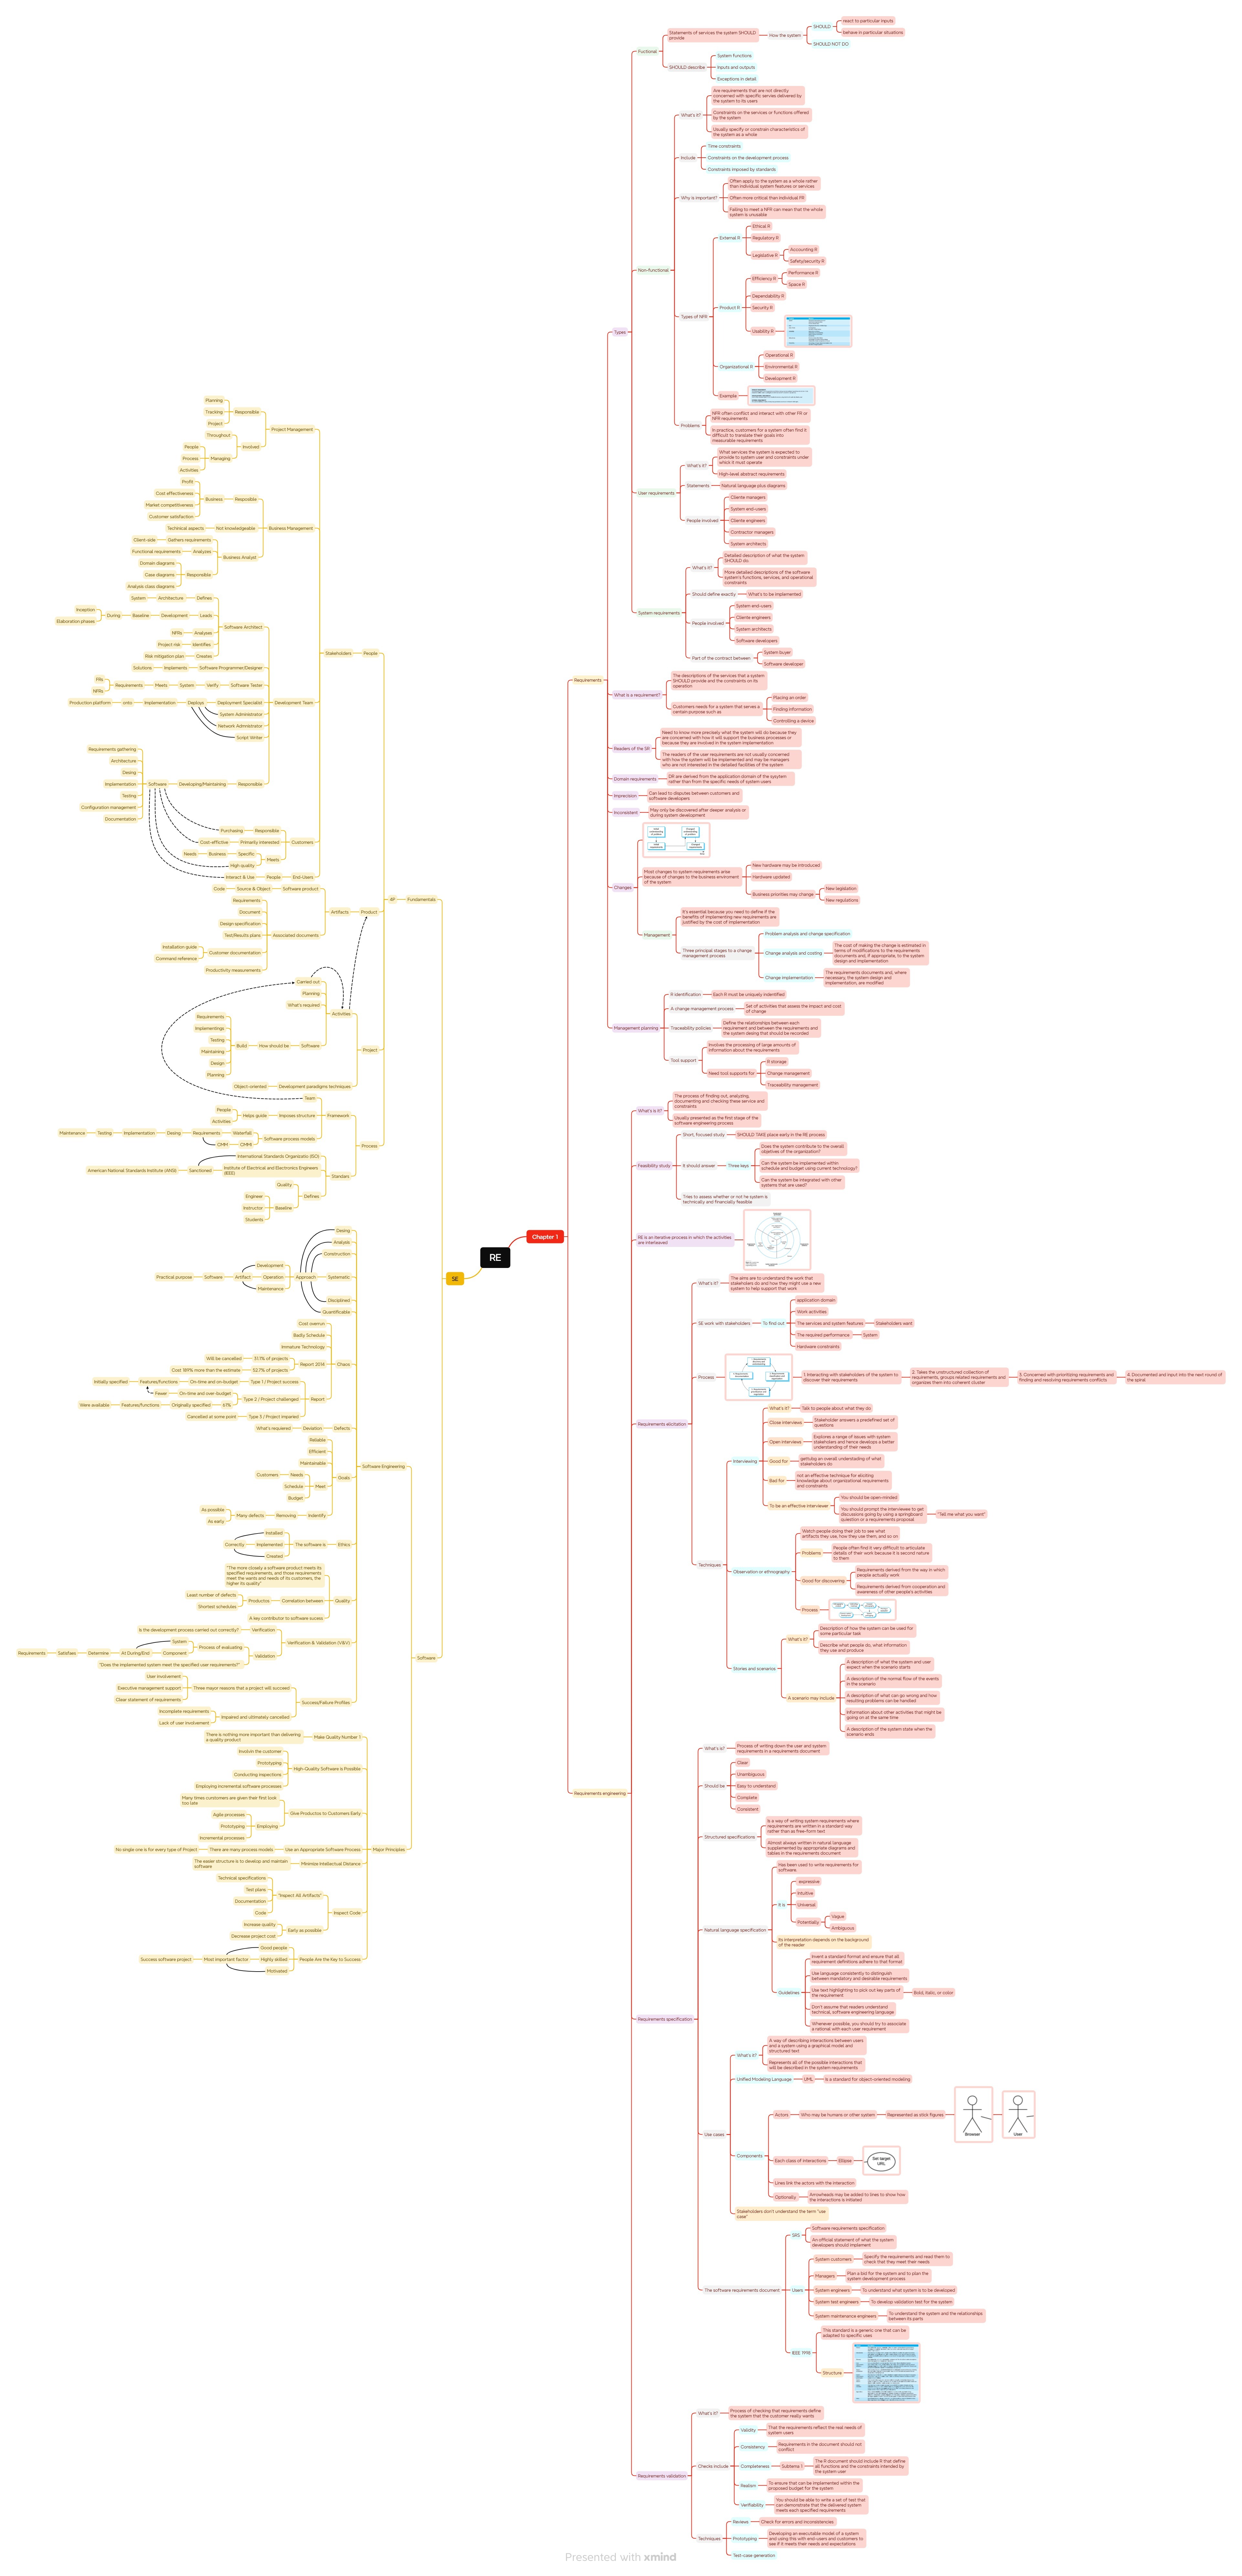 RE
Chapter 1
Requirements
Types
Fuctional
Statements of services the system SHOULD
provide
How the system
SHOULD
react to particular inputs
behave in particular situations
SHOULD NOT DO
SHOULD describe
System functions
Inputs and outputs
Exceptions in detail
Non-functional
What's it?
Are requirements that are not directly
concerned with specific servies delivered by
the system to its users
Constraints on the services or functions offered
by the system
Usually specify or constrain characteristics of
the system as a whole
Include
Time constraints
Constraints on the development process
Constraints imposed by standards
Why is important?
Often apply to the system as a whole rather
than individual system features or services
Often more critical than individual FR
Failing to meet a NFR can mean that the whole
system is unusable
Types of NFR
External R
Ethical R
Regulatory R
Legislative R
Accounting R
Safety/security R
Product R
Efficiency R
Performance R
Space R
Dependability R
Security R
Usability R
Organizational R
Operational R
Environmental R
Development R
Example
Problems
NFR often conflict and interact with other FR or
NFR requirements
In practice, customers for a system often find it
difficult to translate their goals into
measurable requirements
User requirements
What's it?
What services the system is expected to
provide to system user and constraints under
which it must operate
High-level abstract requirements
Statements
Natural language plus diagrams
People involved
Cliente managers
System end-users
Cliente engineers
Contractor managers
System architects
System requirements
What's it?
Detailed description of what the system
SHOULD do
More detailed descriptions of the software
system's functions, services, and operational
constraints
Should define exactly
What's to be implemented
People involved
System end-users
Cliente engineers
System architects
Software developers
Part of the contract between
System buyer
Software developer
What is a requirement?
The descriptions of the services that a system
SHOULD provide and the constraints on its
operation
Customers needs for a system that serves a
certain purpose such as
Placing an order
Finding information
Controlling a device
Readers of the SR
Need to know more precisely what the system will do because they
are concerned with how it will support the business processes or
because they are involved in the system implementation
The readers of the user requirements are not usually concerned
with how the system will be implemented and may be managers
who are not interested in the detailed facilities of the system
Domain requirements
DR are derived from the application domain of the sysytem
rather than from the specific needs of system users
Imprecision
Can lead to disputes between customers and
software developers
Inconsistent
May only be discovered after deeper analysis or
during system development
Changes
Most changes to system requirements arise
because of changes to the business enviroment
of the system
New hardware may be introduced
Hardware updated
Business priorities may change
New legislation
New regulations
Management
It's essential because you need to define if the
benefits of implementing new requirements are
justified by the cost of implementation
Three principal stages to a change
management process
Problem analysis and change specification
Change analysis and costing
The cost of making the change is estimated in
terms of modifications to the requirements
documents and, if appropriate, to the system
design and implementation
Change implementation
The requirements documents and, where
necessary, the system design and
implementation, are modified
Management planning
R identification
Each R must be uniquely indentified
A change management process
Set of activities that assess the impact and cost
of change
Traceability policies
Define the relationships between each
requirement and between the requirements and
the system desing that should be recorded
Tool support
Involves the processing of large amounts of
information about the requirements
Need tool supports for
R storage
Change management
Traceability management
Requirements engineering
What's is it?
The process of finding out, analyzing
documenting and checking these service and
constraints
Usually presented as the first stage of the
software engineering process
Feasibility study
Short, focused study
SHOULD TAKE place early in the RE process
It should answer
Three keys
Does the system contribute to the overall
objetives of the organization?
Can the system be implemented within
schedule and budget using current technology?
Can the system be integrated with other
systems that are used?
Tries to assess whether or not he system is
technically and financially feasible
RE is an iterative process in which the activities
are interleaved
Requirements elicitation
What's it?
The aims are to understand the work that
stakeholders do and how they might use a new
system to help support that work
SE work with stakeholders
To find out
application domain
Work activities
The services and system features
Stakeholders want
The required performance
System
Hardware constraints
Process
1. Interacting with stakeholders of the system to
discover their requirements
2. Takes the unstructured collection of
requirements, groups related requirements and
organizes them into coherent cluster
3. Concerned with prioritizing requirements and
finding and resolving requirements conflicts
4. Documented and input into the next round of
the spiral
Techniques
Interviewing
What's it?
Talk to people about what they do
Close interviews
Stakeholder answers a predefined set of
questions
Open interviews
Explores a range of issues with system
stakeholers and hence develops a better
understanding of their needs
Good for
gettubg an overall understading of what
stakeholders do
Bad for
not an effective technique for eliciting
knowledge about organizational requirements
and constraints
To be an effective interviewer
You should be open-minded
You should prompt the interviewee to get
discussions going by using a springboard
question or a requirements proposal
"Tell me what you want"
Observation or ethnography
Watch people doing their job to see what
artifacts they use, how they use them, and so on
Problems
People often find it very difficult to articulate
details of their work because it is second nature
to them
Good for discovering
Requirements derived from the way in which
people actually work
Requirements derived from cooperation and
awareness of other people's activities
Process
Stories and scenarios
What's it?
Description of how the system can be used for
some particular task
Describe what people do, what information
they use and produce
A scenario may include
A description of what the system and user
expect when the scenario starts
A description of the normal flow of the events
in the scenario
A description of what can go wrong and how
resulting problems can be handled
Information about other activities that might be
going on at the same time
A description of the system state when the
scenario ends
Requirements specification
What's is?
Process of writing down the user and system
requirements in a requirements document
Should be
Clear
Unambiguous
Easy to understand
Complete
Consistent
Structured specifications
Is a way of writing system requirements where
requirements are written in a standard way
rather than as free-form text
Almost always written in natural language
supplemented by appropriate diagrams and
tables in the requirements document
Natural language specification
Has been used to write requirements for
software
It is
expressive
Intuitive
Universal
Potentially
Vague
Ambiguous
Its interpretation depends on the background
of the reader
Guidelines
Invent a standard format and ensure that all
requirement definitions adhere to that format
Use language consistently to distinguish
between mandatory and desirable requirements
Use text highlighting to pick out key parts of
the requirement
Bold, italic, or color
Don't assume that readers understand
technical, software engineering language
Whenever possible, you should try to associate
a rational with each user requirement
Use cases
What's it?
A way of describing interactions between users
and a system using a graphical model and
structured text
Represents all of the possible interactions that
will be described in the system requirements
Unified Modeling Language
UML
Is a standard for object-oriented modeling
Components
Actors
Who may be humans or other system
Represented as stick figures
Browser
User
Each class of interactions
Ellipse
Set target
URL
Lines link the actors with the interaction
Optionally
Arrowheads may be added to lines to show how
the interactions is initiated
Stakeholders don't understand the term "use
case"
The software requirements document
SRS
Software requirements specification
An official statement of what the system
developers should implement
Users
System customers
Specify the requirements and read them to
check that they meet their needs
Managers
Plan a bid for the system and to plan the
system development process
System engineers
To understand what system is to be developed
System test engineers
To develop validation test for the system
System maintenance engineers
To understand the system and the relationships
between its parts
IEEE 1998
This standard is a generic one that can be
adapted to specific uses
Structure
Requirements validation
What's it?
Process of checking that requirements define
the system that the customer really wants
Checks include
Validity
That the requirements reflect the real needs of
system users
Consistency
Requirements in the document should not
conflict
Completeness
Subtema 1
The R document should include R that define
all functions and the constraints intended by
the system user
Realism
To ensure that can be implemented within the
proposed budget for the system
Verifiability
You should be able to write a set of test that
can demonstrate that the delivered system
meets each specified requirements
Techniques
Reciews
Check for errors and inconsistencies
Prototyping
Developing an executable model of a system
and using this with end-users and customers to
see if it meets their needs and expectations
Test-case generation
SE
Fundamentals
4P
People
Stakeholders
Project Management
Responsible
Planning
Tracking
Project
Involved
Throughout
Managing
People
Process
Activities
Business Management
Resposible
Business
Profit
Cost effectiveness
Market competitiveness
Customer satisfaction
Not knowledgeable
Techinical aspects
Business Analyst
Gathers requirements
Client-aide
Analyzes
Functional requirements
Responsible
Domain diagrams
Case diagrams
Analysis class diagrams
Development Team
Software Architect
Defines
Architecture
System
Leads
Development
Baseline
During
Inception
Elaboration phases
Analyses
NFRs
Identifies
Project risk
Creates
Risk mitigation plan
Software Programmer/Designer
Implements
Solutions
Software Tester
Verify
System
Meets
Requirements
FRs
NFRs
Deployment Specialist
Deploys
Implementation
onto
Production platform
System Administrator
Network Adminstrator
Script Writer
Responsible
Developing/Maintaining
Software
Requirements gathering
Architecture
Desing
Implementation
Testing
Configuration management
Documentation
Customers
Responsible
Purchasing
Primarily interested
Cost-effective
Meets
Specific
Business
Needs
High quality
End-Users
People
Interact & Use
Product
Artifacts
Software product
Source & Object
Code
Associated documents
Requirements
Document
Design specification
Test/Results plans
Customer documentation
Installation guide
Command reference
Productivity measurements
Project
Activities
Carried out
Planning
What's required
Software
How should be
Build
Requirements
Implementings
Testing
Maintaining
Design
Planning
Development paradigms techniques
Object-oriented
Process
Framework
Team
Imposes structure
Helps guide
People
Activities
Software process models
Waterfall
Requirements
Desing
Implementation
Testing
Maintenance
CMMI
CMM
Standars
International Standards Organizatio (ISO)
Institute of Electrical and Electronics Engineers
(IEEE)
Sanctioned
American National Standards Institute (ANSI)
Defines
Quality
Baseline
Engineer
Instructor
Students
Software
Software Engineering
Desing
Analysis
Construction
Systematic
Approach
Operation
Development
Maintenance
Artifact
Software
Practical purpose
Disciplined
Quantificable
Chaos
Cost overrun
Badly Schedule
Immature Technology
Report 2014
31.1% of projects
Will be cancelled
52.7% of projects
Cost 189% more than the estimate
Report
Type 1 / Project success
On-time and on-budget
Features/Functions
Initially specified
Type 2 / Project challenged
On-time and over-budget
Fewer
61%
Originally specified
Features/functions
Were available
Type 3 / Project imparied
Cancelled at some point
Defects
Deviation
What's requiered
Goals
Reliable
Efficient
Maintainable
Meet
Needs
Customers
Schedule
Budget
Indentify
Removing
Many defects
As possible
As early
Ethics
The software is
Installed
Implemented
Created
Correctly
Quality
"The more closely a software product meets its
specified requirements, and those requirements
meet the wants and needs of its customers, the
higher its quality"
Correlation between
Productos
Least number of defects
Shortest schedules
A key contributor to software sucess
Verification & Validation (V&V)
Verification
Is the development process carried out correctly?
Validation
Process of evaluating
System
Component
At During/End
Determine
Satisfaes
Requirements
"Does the implemented system meet the specified user requirements?"
Success/Failure Profiles
Three major reasons that a project will succeed
User Involvement
Executive management support
Clear statement of requirements
Impaired and ultimately cancelled
Incomplete requirements
Lack of user involvement
Major Principles
Make Quality Number 1
There is nothing more important than delivering
a quality product
High-Quality Software is Possible
Involvin the customer
Prototyping
Conducting inspections
Employing incremental software processes
Give Productos to Customers Early
Many times curstomers are given their first look
too late
Employing
Agile processes
Prototyping
Incremental processes
Use an Appropriate Software Process
There are many process models
No single one is for every type of Project
Minimize Intellectual Distance
The easier structure is to develop and maintain
software
Inspect Code
"Inspect All Artifacts"
Technical specifications
Test plans
Documentation
Code
Early as possible
Increase quality
Decrease project cost
People Are the Key to Success
Good people
Highly skilled
Motivated
Most important factor
Success software project
Presented with xmind